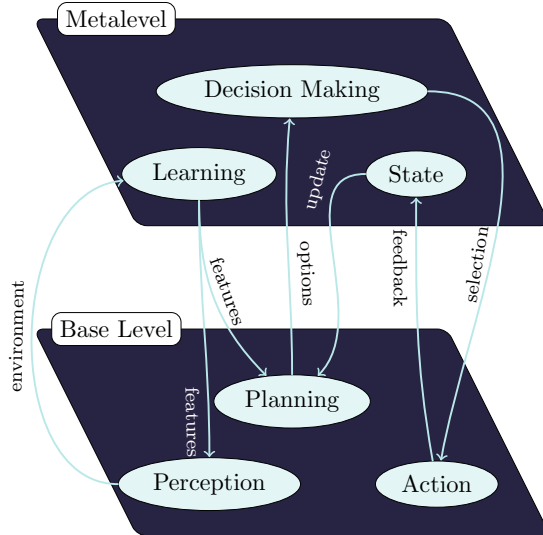 Metalevel
Decision Making
Learning
State
update
features
options
feedback
selection
environment
Base Level
Planning
features
Perception
Action